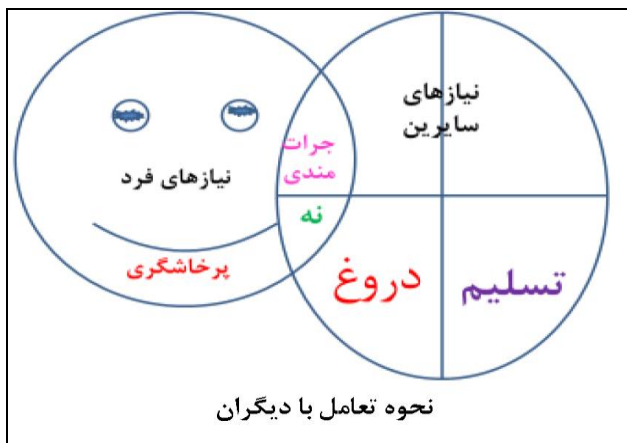 نیازهای
سایرین
جرات
مندی
نیازهای فرد
نه
پرخاشگری
دروغ
تسلیم
نحوه تعامل با دیگران